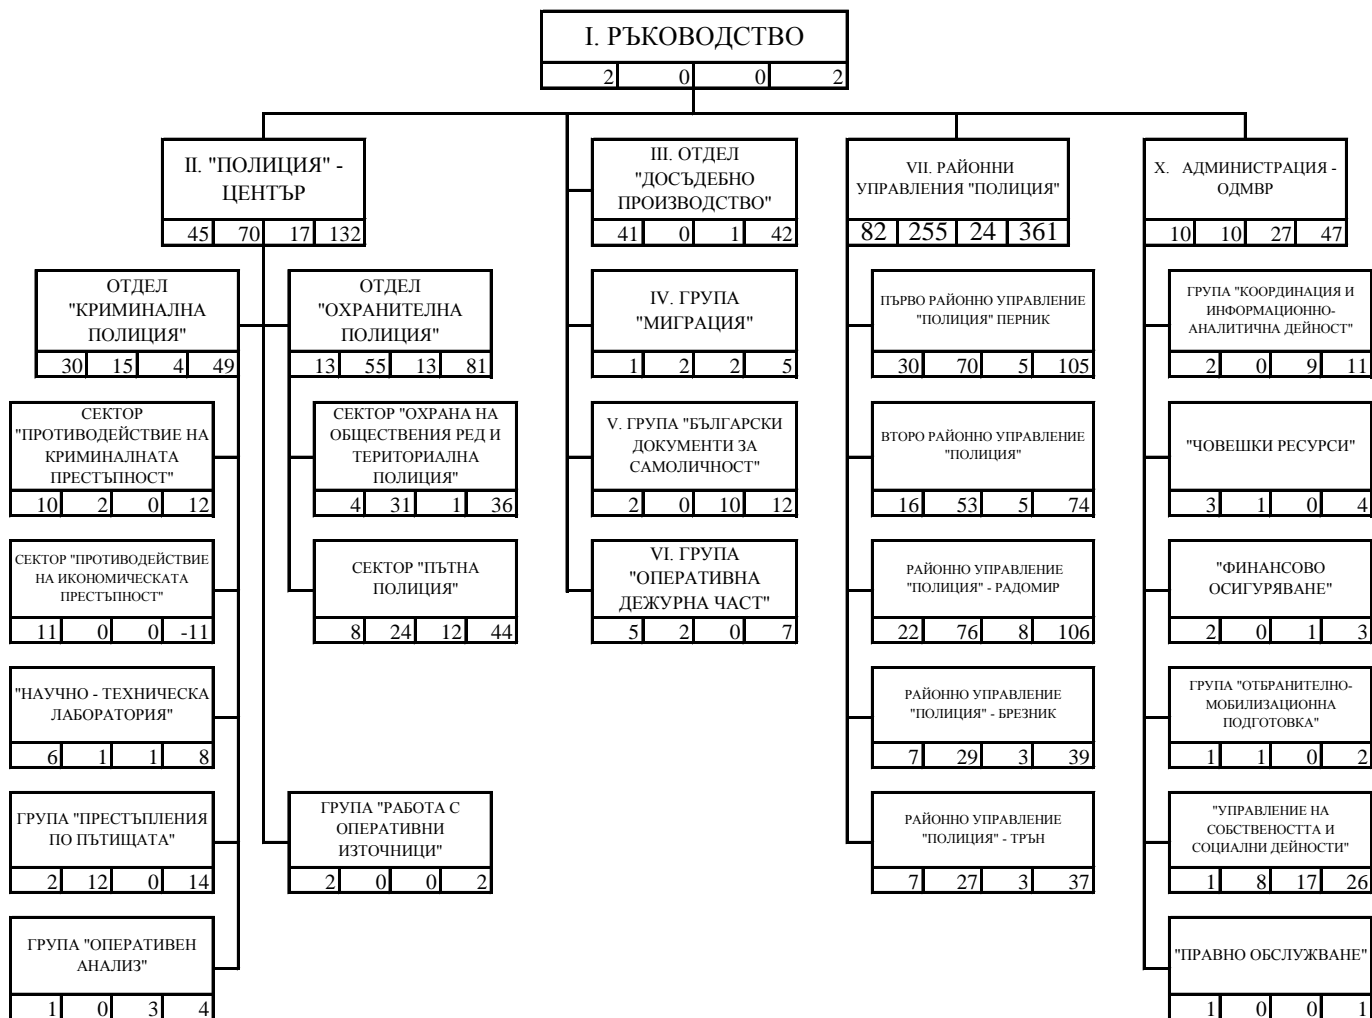 I. РЪКОВОДСТВО
2 0 0 2
II. "ПОЛИЦИЯ" -
ЦЕНТЪР
45 70 17 132
ОТДЕЛ
"КРИМИНАЛНА
ПОЛИЦИЯ"
30 15 4 49
СЕКТОР
"ПРОТИВОДЕЙСТВИЕ НА
КРИМИНАЛНАТА
ПРЕСТЪПНОСТ"
10 2 0 12
СЕКТОР "ПРОТИВОДЕЙСТВИЕ
НА ИКОНОМИЧЕСКАТА
ПРЕСТЪПНОСТ"
11 0 0 -11
"НАУЧНО - ТЕХНИЧЕСКА
ЛАБОРАТОРИЯ"
6 1 1 8
ГРУПА "ПРЕСТЪПЛЕНИЯ
ПО ПЪТИЩАТА"
2 12 0 14
ГРУПА "ОПЕРАТИВЕН
АНАЛИЗ"
1 0 3 4
ОТДЕЛ
"ОХРАНИТЕЛНА
ПОЛИЦИЯ"
13 55 13 81
СЕКТОР "ОХРАНА НА
ОБЩЕСТВЕНИЯ РЕД И
ТЕРИТОРИАЛНА
ПОЛИЦИЯ"
4 31 1 36
СЕКТОР "ПЪТНА
ПОЛИЦИЯ"
8 24 12 44
ГРУПА "РАБОТА С
ОПЕРАТИВНИ
ИЗТОЧНИЦИ"
2 0 0 2
III. ОТДЕЛ
"ДОСЪДЕБНО
ПРОИЗВОДСТВО"
41 0 1 42
IV. ГРУПА
"МИГРАЦИЯ"
1 2 2 5
V. ГРУПА "БЪЛГАРСКИ
ДОКУМЕНТИ ЗА
САМОЛИЧНОСТ"
2 0 10 12
VI. ГРУПА
"ОПЕРАТИВНА
ДЕЖУРНА ЧАСТ"
5 2 0 7
VII. РАЙОННИ
УПРАВЛЕНИЯ "ПОЛИЦИЯ"
82 255 24 361
ПЪРВО РАЙОННО УПРАВЛЕНИЕ
"ПОЛИЦИЯ" ПЕРНИК
30 70 5 105
ВТОРО РАЙОННО УПРАВЛЕНИЕ
"ПОЛИЦИЯ"
16 53 5 74
РАЙОННО УПРАВЛЕНИЕ
"ПОЛИЦИЯ" - РАДОМИР
22 76 8 106
РАЙОННО УПРАВЛЕНИЕ
"ПОЛИЦИЯ" - БРЕЗНИК
7 29 3 39
РАЙОННО УПРАВЛЕНИЕ
"ПОЛИЦИЯ" - ТРЪН
7 27 3 37
X. АДМИНИСТРАЦИЯ -
ОДМВР
10 10 27 47
ГРУПА "КООРДИНАЦИЯ И
ИНФОРМАЦИОННО-
АНАЛИТИЧНА ДЕЙНОСТ"
2 0 9 11
"ЧОВЕШКИ РЕСУРСИ"
3 1 0 4
"ФИНАНСОВО
ОСИГУРЯВАНЕ"
2 0 1 3
ГРУПА "ОТБРАНИТЕЛНО-
МОБИЛИЗАЦИОННА
ПОДГОТОВКА"
1 1 0 2
"УПРАВЛЕНИЕ НА
СОБСТВЕНОСТТА И
СОЦИАЛНИ ДЕЙНОСТИ"
1 8 17 26
"ПРАВНО ОБСЛУЖВАНЕ"
1 0 0 1